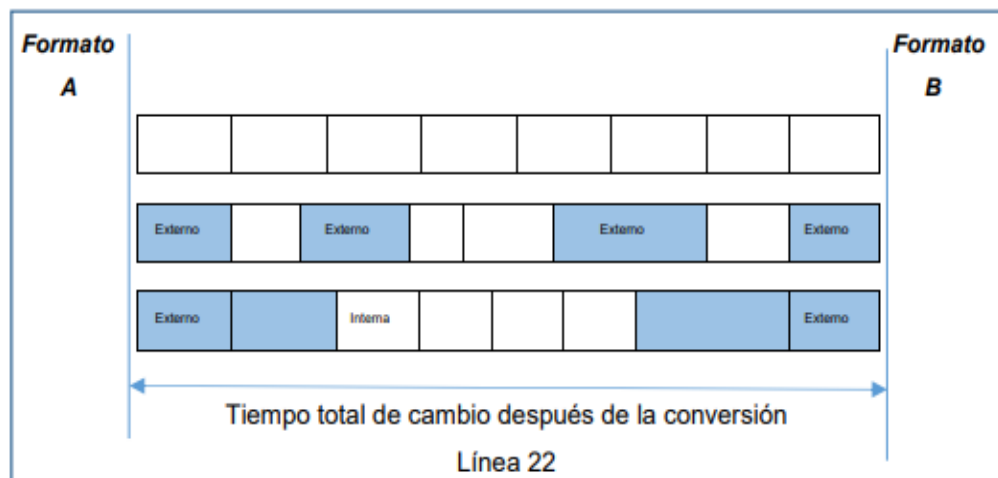 Formato
A
Formato
B
Externo
Externo
Externo
Externo
Externo
Interna
Externo
Tiempo total de cambio después de la conversión
Línea 22